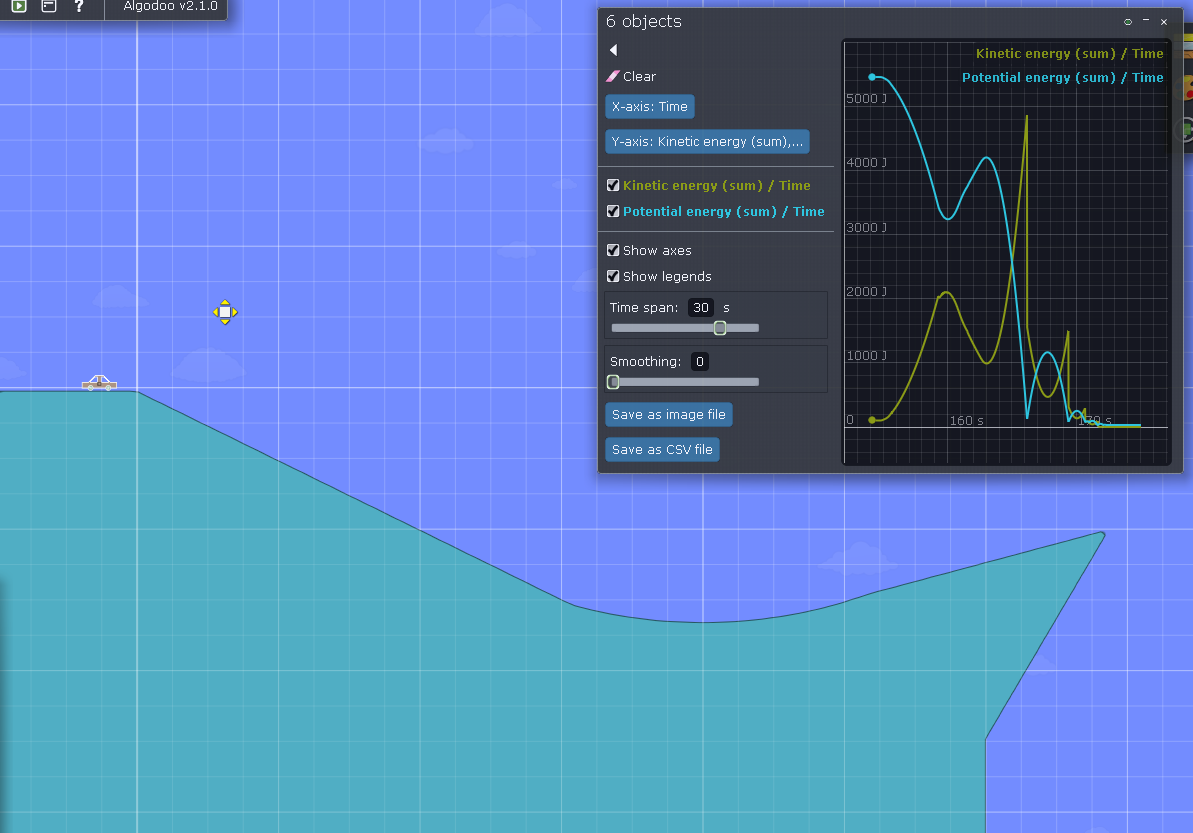 Algodoo v2.1.0
?
6 objects
Clear
X-axis: Time
Y-axis: Kinetic energy (sum),...
Kinetic energy (sum) / Time
Potential energy (sum) / Time
Show axes
Show legends
Time span: 30 s
Smoothing: 0
Save as image file
Save as CSV file
Kinetic energy (sum) / Time
Potential energy (sum) / Time
5000 J
4000 J
3000 J
2000 J
1000 J
0
160 s
170 s